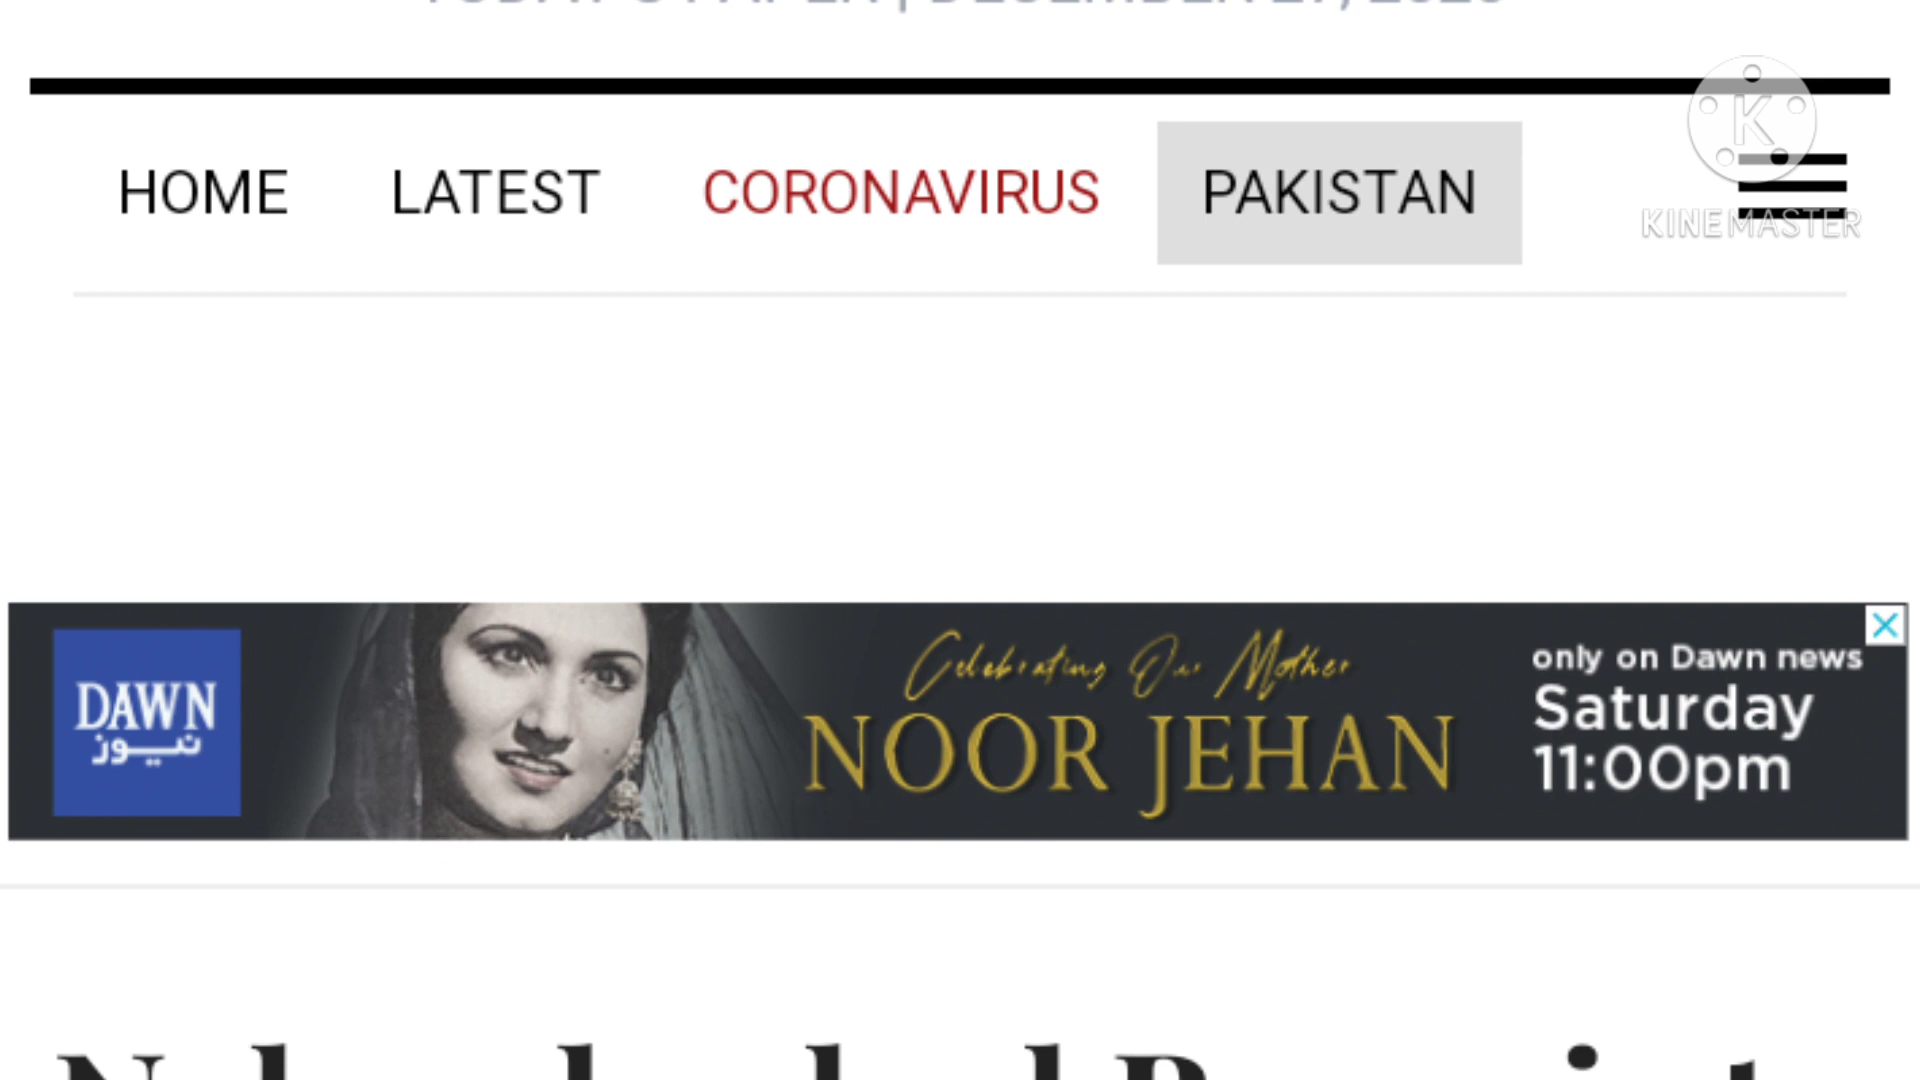 HOME LATEST CORONAVIRUS PAKISTAN
KINEMASTER
DAWN
نیوز
Celebrating Our Mother
NOOR JEHAN
only on Dawn news
Saturday
11:00pm